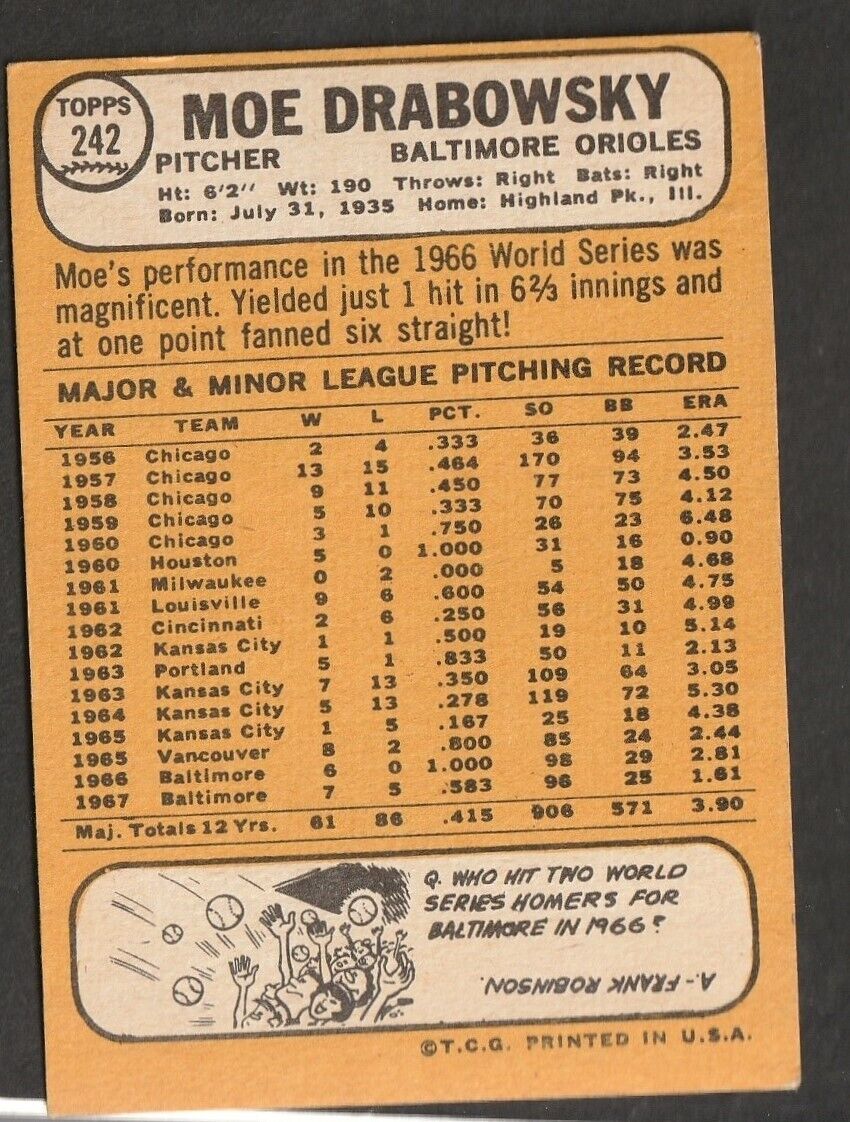 TOPPS
242
MOE DRABOWSKY
PITCHER BALTIMORE ORIOLES
Ht: 6'2" Wt: 190 Throws: Right Bats: Right
Born: July 31, 1935 Home: Highland Pk., Ill.
Moe's performance in the 1966 World Series was
magnificent. Yielded just 1 hit in 6⅔ innings and
at one point fanned six straight!
MAJOR & MINOR LEAGUE PITCHING RECORD
YEAR TEAM W L PCT. SO BB ERA
1956 Chicago 2 4 .333 36 39 2.47
1957 Chicago 13 15 .464 170 94 3.53
1958 Chicago 9 11 .450 77 73 4.50
1959 Chicago 5 10 .333 70 75 4.12
1960 Chicago 3 1 .750 26 23 6.48
1960 Houston 5 0 1.000 31 16 0.90
1961 Milwaukee 0 2 .000 5 18 4.68
1961 Louisville 9 6 .600 54 50 4.75
1962 Cincinnati 2 6 .250 56 31 4.99
1962 Kansas City 1 1 .500 19 10 5.14
1963 Portland 5 1 .833 50 11 2.13
1963 Kansas City 7 13 .350 109 64 3.05
1964 Kansas City 5 13 .278 119 72 5.30
1965 Kansas City 1 5 .167 25 18 4.38
1965 Vancouver 8 2 .800 85 24 2.44
1966 Baltimore 6 0 1.000 98 29 2.81
1967 Baltimore 7 5 .583 96 25 1.61
Maj. Totals 12 Yrs. 61 86 .415 906 571 3.90
Q. WHO HIT TWO WORLD
SERIES HOMERS FOR
BALTIMORE IN 1966?
A.- FRANK ROBINSON.
©T.C.G. PRINTED IN U.S.A.